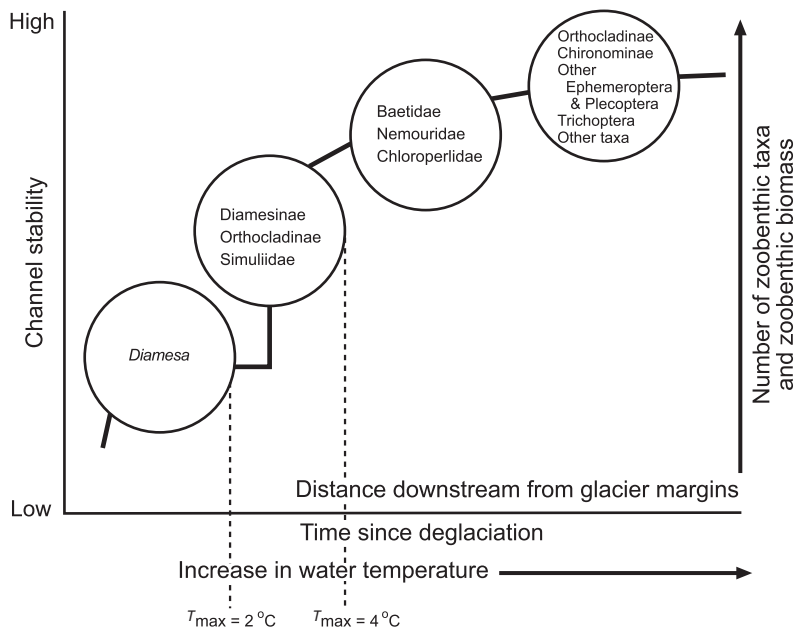 High
Channel stability
Low
Diamesa
Diamesinae
Orthocladinae
Simuliidae
Baetidae
Nemouridae
Chloroperlidae
Orthocladinae
Chironominae
Other
Ephemeroptera
& Plecoptera
Trichoptera
Other taxa
Number of zoobenthic taxa
and zoobenthic biomass
Distance downstream from glacier margins
Time since deglaciation
Increase in water temperature
Tmax = 2 °C
Tmax = 4 °C